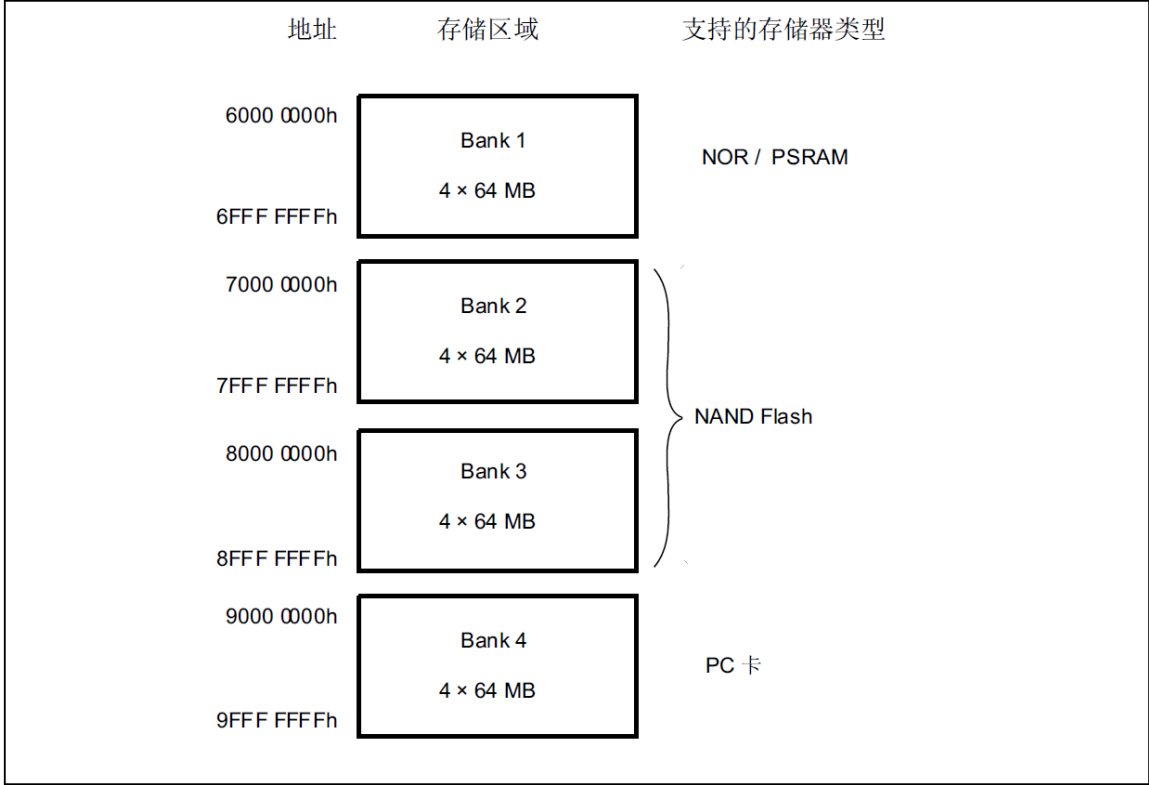 地址 存储区域 支持的存储器类型
6000 0000h
Bank 1
NOR / PSRAM
4 × 64 MB
6FFF FFFFh
7000 0000h
Bank 2
4 × 64 MB
7FFF FFFFh
NAND Flash
8000 0000h
Bank 3
4 × 64 MB
8FFF FFFFh
9000 0000h
Bank 4
PC 卡
4 × 64 MB
9FFF FFFFh